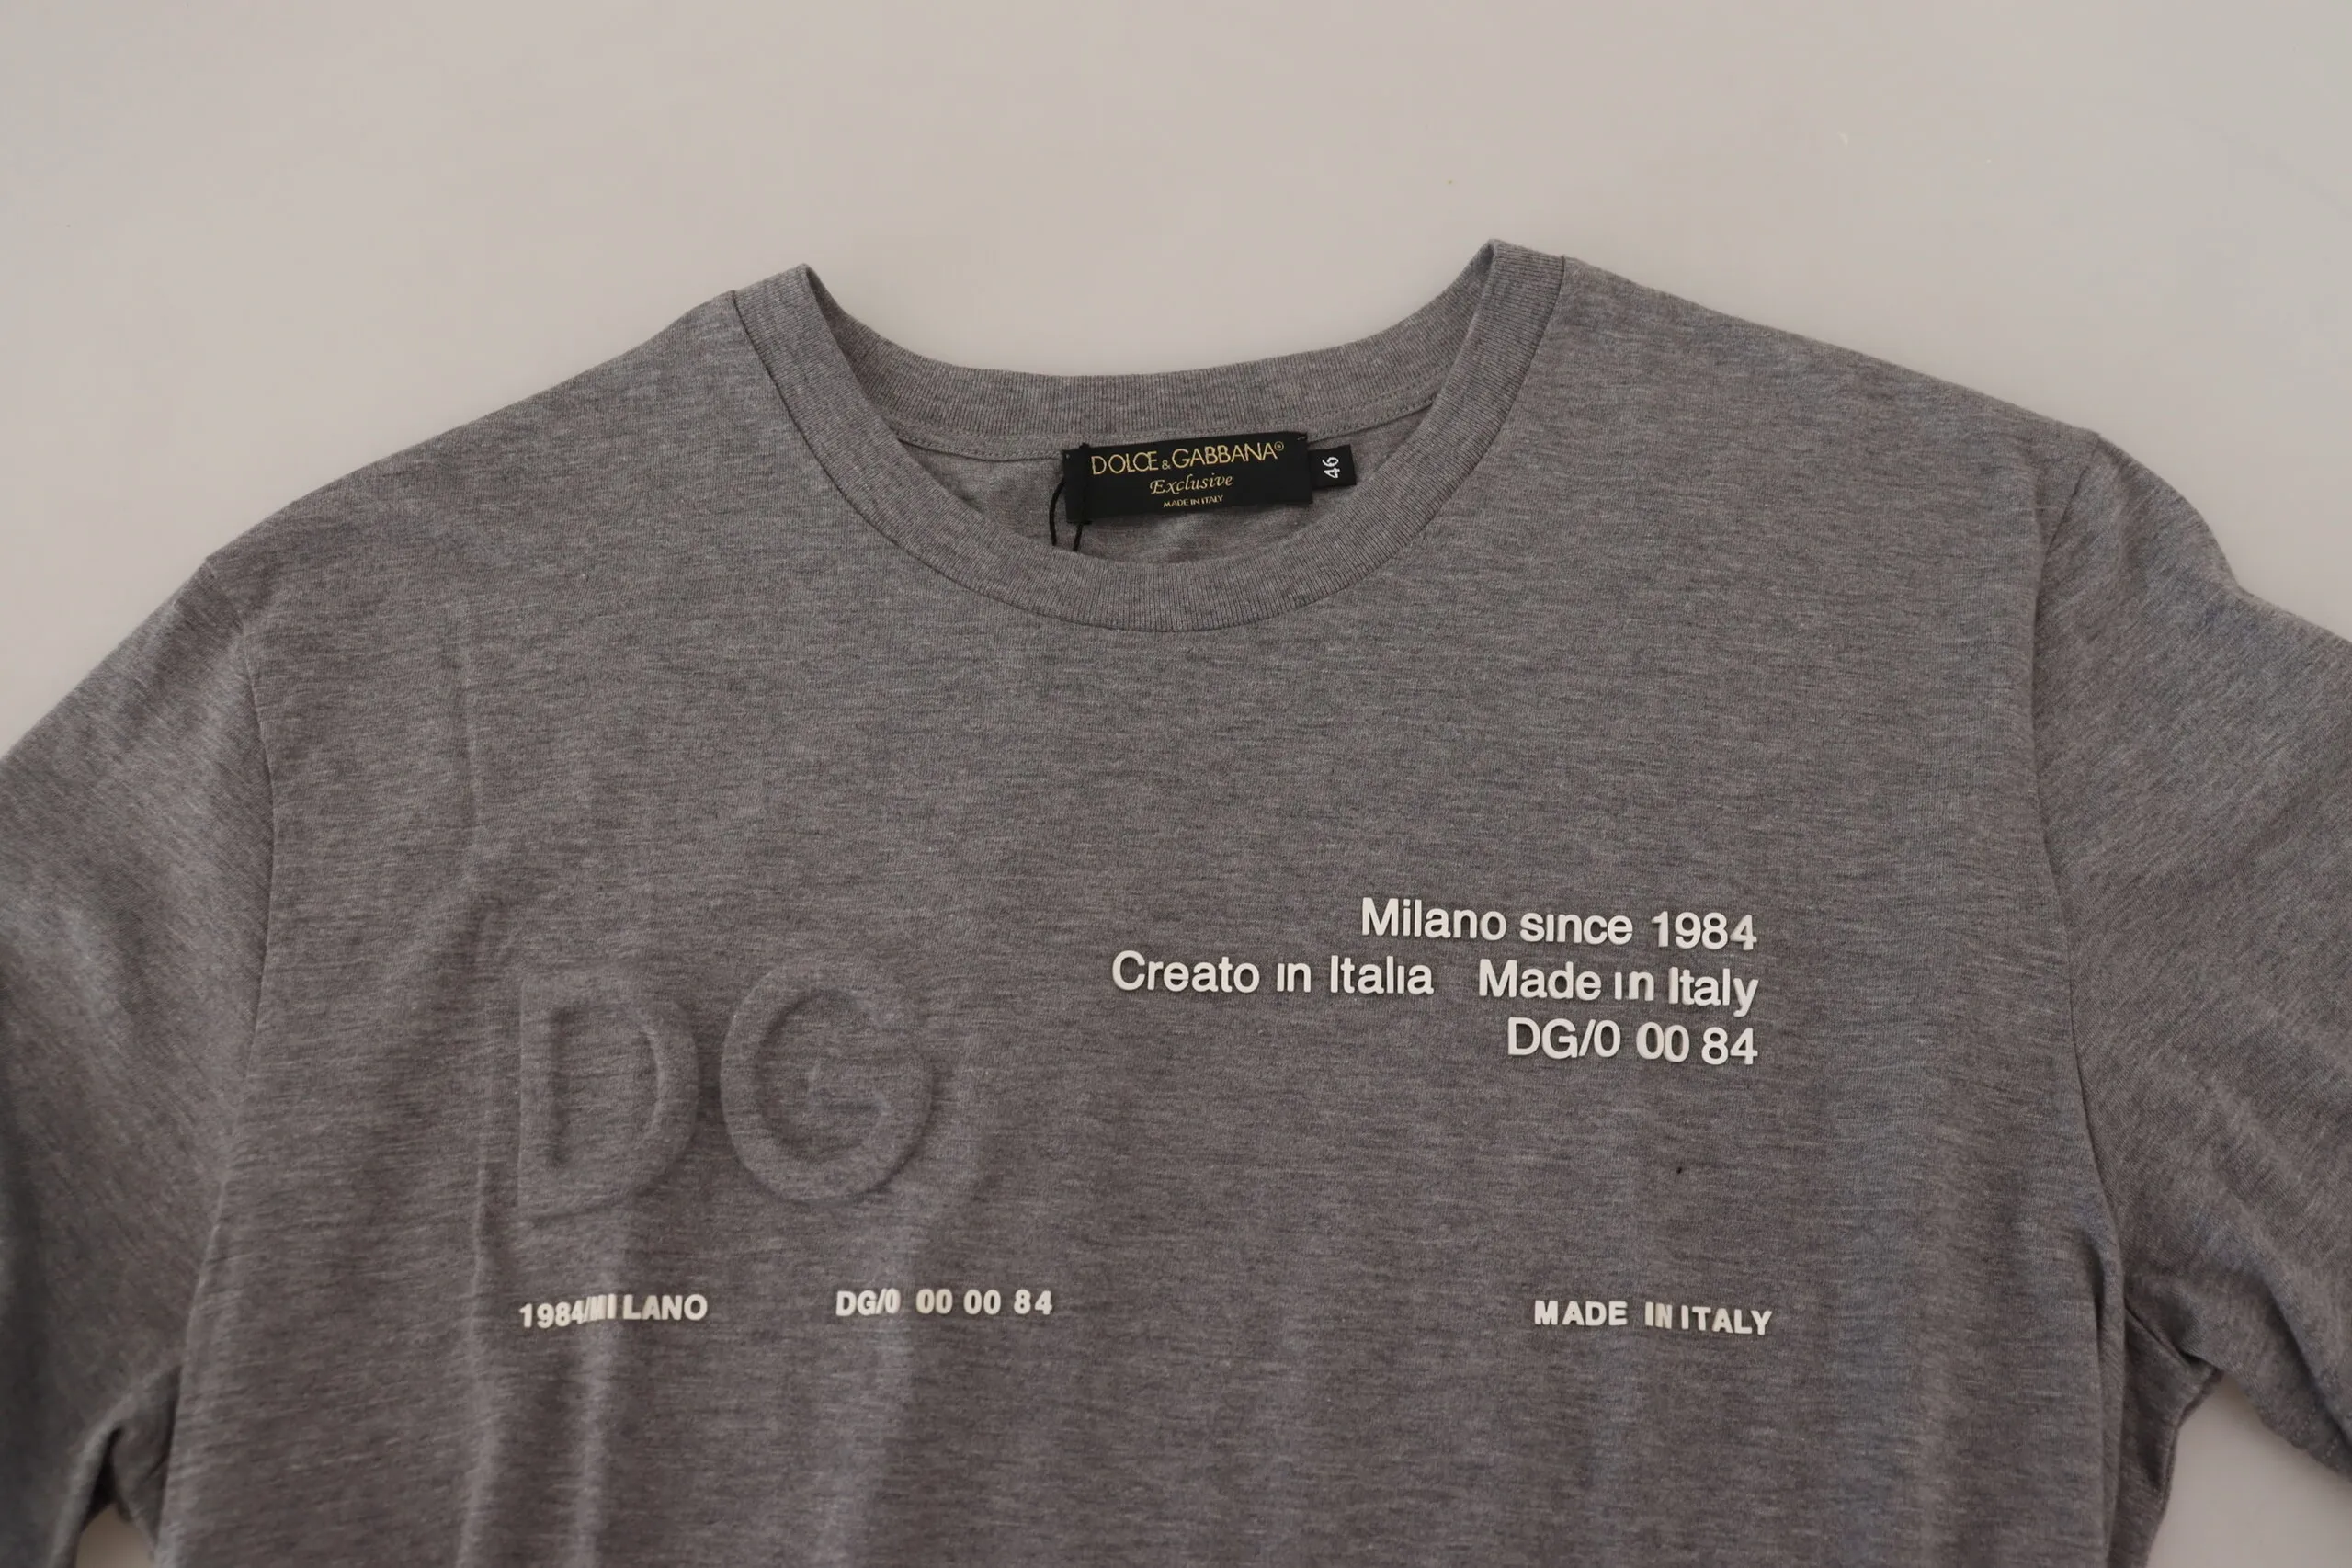 DOLCE & GABBANA®
Exclusive
MADE IN ITALY
46
Milano since 1984
Creato in Italia Made in Italy
DG/0 00 84
DG
1984/MILANO DG/0 00 00 84 MADE IN ITALY